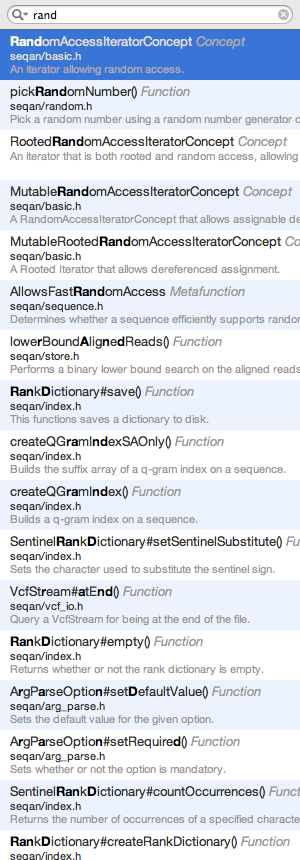 rand
RandomAccessIteratorConcept Concept
seqan/basic.h
An iterator allowing random access.
pickRandomNumber() Function
seqan/random.h
Pick a random number using a random number generator o
RootedRandomAccessIteratorConcept Concept
An iterator that is both rooted and random access, allowing
MutableRandomAccessIteratorConcept Concept
seqan/basic.h
A RandomAccessIteratorConcept that allows assignable de
MutableRootedRandomAccessIteratorConcept Co
seqan/basic.h
A Rooted Iterator that allows dereferenced assignment.
AllowsFastRandomAccess Metafunction
seqan/sequence.h
Determines whether a sequence efficiently supports random
lowerBoundAlignedReads() Function
seqan/store.h
Performs a binary lower bound search on the aligned reads
RankDictionary#save() Function
seqan/index.h
This functions saves a dictionary to disk.
createQGramIndexSAOnly() Function
seqan/index.h
Builds the suffix array of a q-gram index on a sequence.
createQGramIndex() Function
seqan/index.h
Builds a q-gram index on a sequence.
SentinelRankDictionary#setSentinelSubstitute() Fu
seqan/index.h
Sets the character used to substitute the sentinel sign.
VcfStream#atEnd() Function
seqan/vcf_io.h
Query a VcfStream for being at the end of the file.
RankDictionary#empty() Function
seqan/index.h
Returns whether or not the rank dictionary is empty.
ArgParseOption#setDefaultValue() Function
seqan/arg_parse.h
Sets the default value for the given option.
ArgParseOption#setRequired() Function
seqan/arg_parse.h
Sets whether or not the option is mandatory.
SentinelRankDictionary#countOccurrences() Functi
seqan/index.h
Returns the number of occurrences of a specified characte
RankDictionary#createRankDictionary() Function